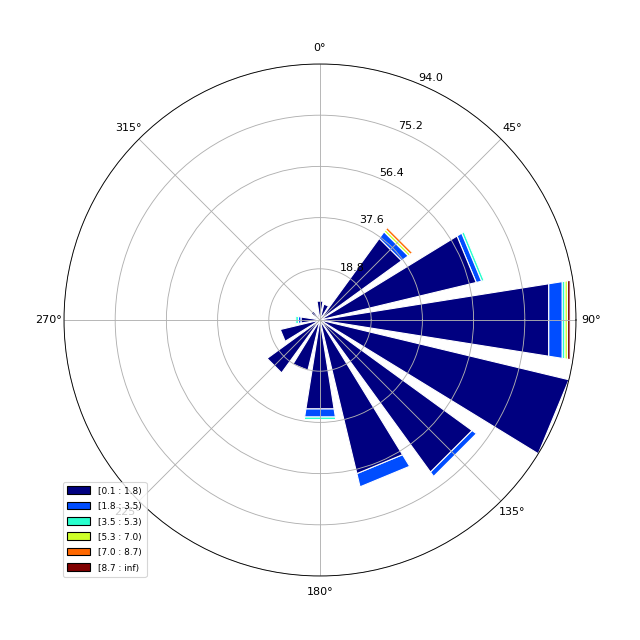 0°
94.0
315°
45°
75.2
56.4
37.6
18.8
270°
90°
[0.1 : 1.8)
[1.8 : 3.5)
[3.5 : 5.3)
[5.3 : 7.0)
[7.0 : 8.7)
[8.7 : inf)
225°
135°
180°